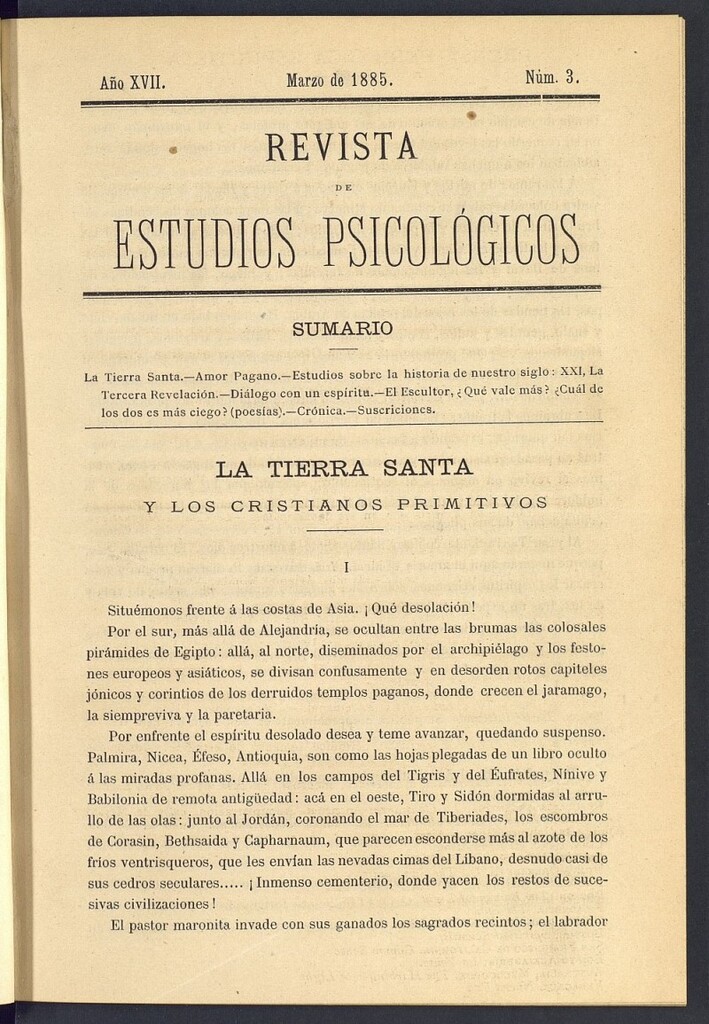 Año XVII.
Marzo de 1885.
Núm. 3.
REVISTA
DE
ESTUDIOS PSICOLÓGICOS
SUMARIO
La Tierra Santa.—Amor Pagano.—Estudios sobre la historia de nuestro siglo: XXI, La
Tercera Revelación.—Diálogo con un espíritu.—El Escultor, ¿Qué vale más? ¿Cuál de
los dos es más ciego? (poesías).—Crónica.—Suscriciones.
LA TIERRA SANTA
Y LOS CRISTIANOS PRIMITIVOS
I
Situémonos frente á las costas de Asia. ¡Qué desolación!
Por el sur, más allá de Alejandría, se ocultan entre las brumas las colosales
pirámides de Egipto: allá, al norte, diseminados por el archipiélago y los festo-
nes europeos y asiáticos, se divisan confusamente y en desorden rotos capiteles
jónicos y corintios de los derruidos templos paganos, donde crecen el jaramago,
la siempreviva y la paretaria.
Por enfrente el espíritu desolado desea y teme avanzar, quedando suspenso.
Palmira, Nicea, Éfeso, Antioquia, son como las hojas plegadas de un libro oculto
á las miradas profanas. Allá en los campos del Tigris y del Éufrates, Nínive y
Babilonia de remota antigüedad: acá en el oeste, Tiro y Sidón dormidas al arru-
llo de las olas: junto al Jordán, coronando el mar de Tiberiades, los escombros
de Corasin, Bethsaida y Capharnaum, que parecen esconderse más al azote de los
fríos ventrisqueros, que les envían las nevadas cimas del Líbano, desnudo casi de
sus cedros seculares..... ¡Inmenso cementerio, donde yacen los restos de suce-
sivas civilizaciones!
El pastor maronita invade con sus ganados los sagrados recintos; el labrador